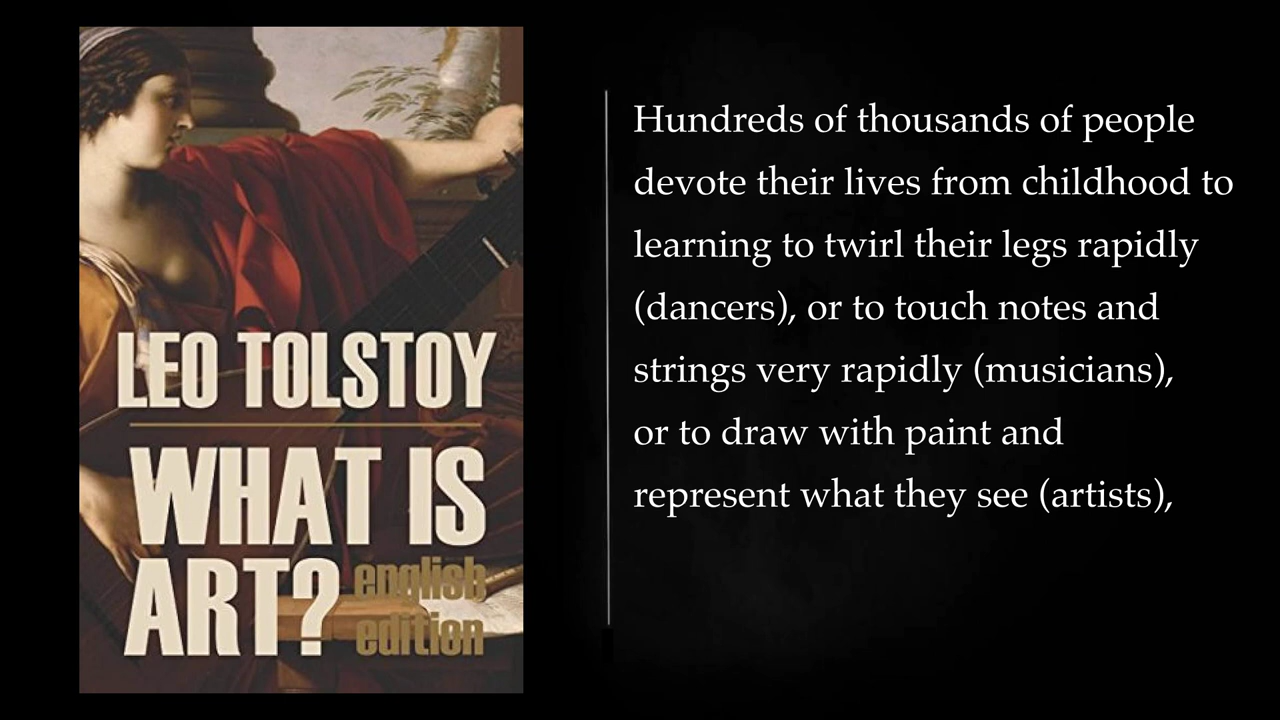 LEO TOLSTOY
WHAT IS
ART?
english
edition
Hundreds of thousands of people
devote their lives from childhood to
learning to twirl their legs rapidly
(dancers), or to touch notes and
strings very rapidly (musicians),
or to draw with paint and
represent what they see (artists),